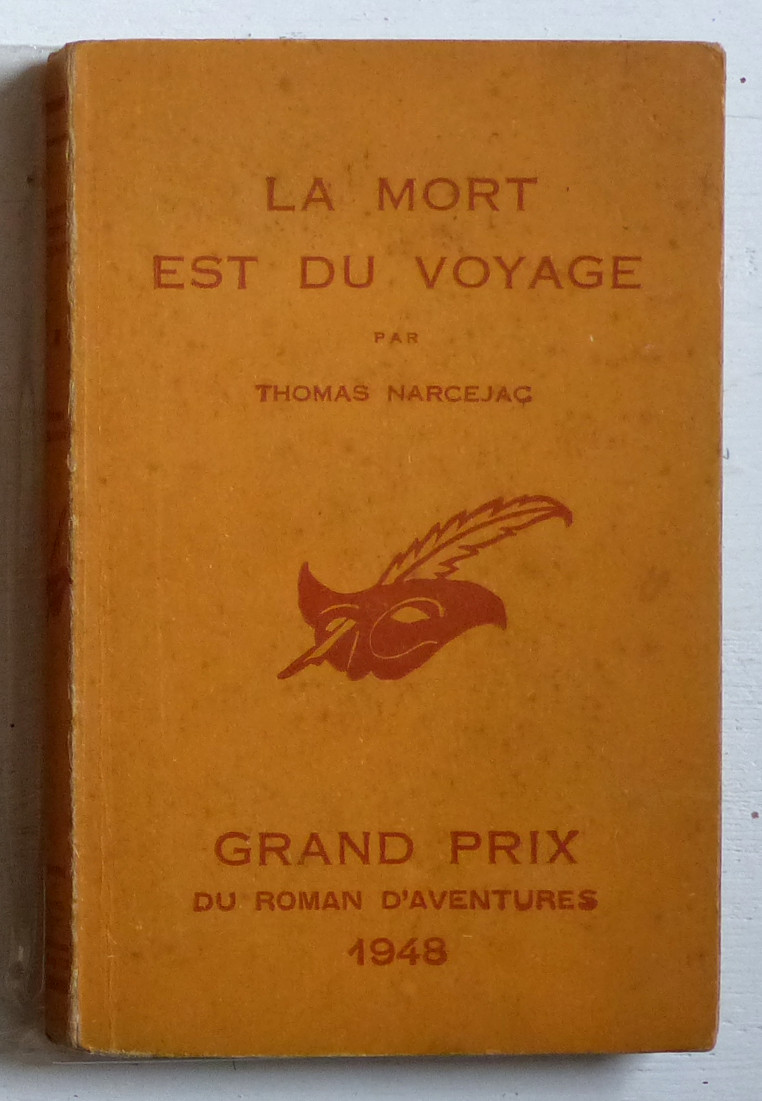 LA MORT
EST DU VOYAGE
PAR
THOMAS NARCEJAC
GRAND PRIX
DU ROMAN D'AVENTURES
1948